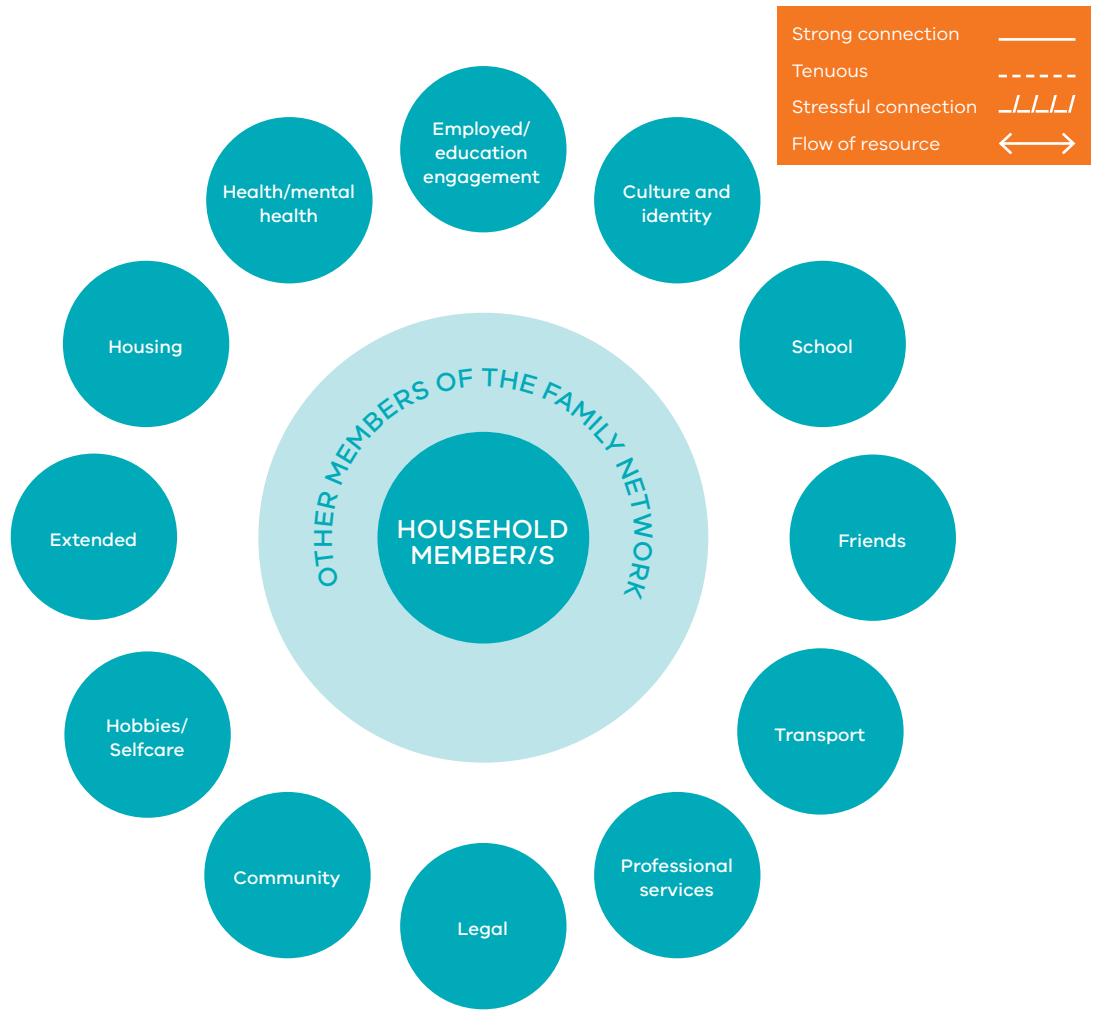 Strong connection
Tenuous
Stressful connection
Flow of resource
Employed/
education
engagement
Health/mental
health
Culture and
identity
Housing
School
OTHER MEMBERS OF THE FAMILY NETWORK
HOUSEHOLD
MEMBER/S
Extended
Friends
Hobbies/
Selfcare
Transport
Community
Professional
services
Legal